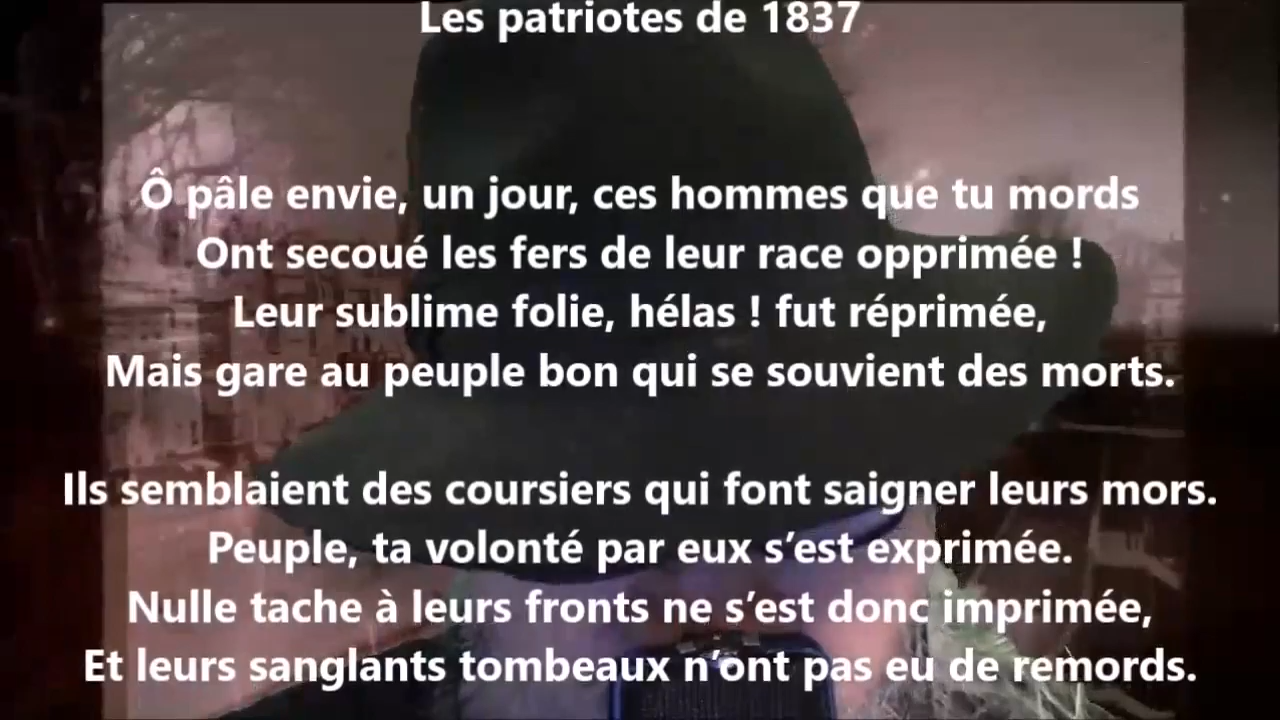 Les patriotes de 1837
Ô pâle envie, un jour, ces hommes que tu mords
Ont secoué les fers de leur race opprimée !
Leur sublime folie, hélas ! fut réprimée,
Mais gare au peuple bon qui se souvient des morts.
Ils semblaient des coursiers qui font saigner leurs mors.
Peuple, ta volonté par eux s’est exprimée.
Nulle tache à leurs fronts ne s’est donc imprimée,
Et leurs sanglants tombeaux n’ont pas eu de remords.